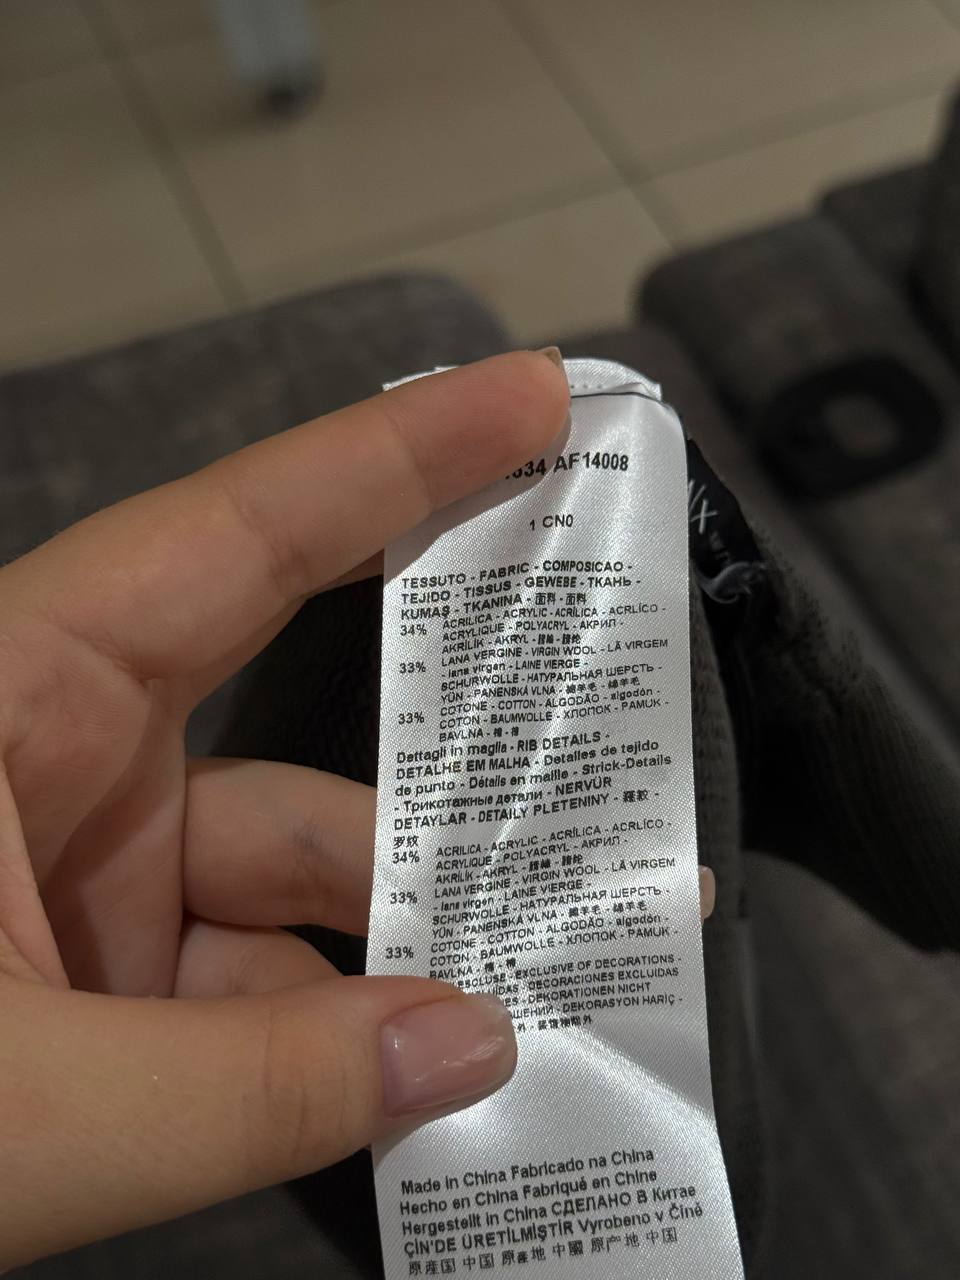 AF14008
1 CN0
TESSUTO - FABRIC - COMPOSICAO -
TEJIDO - TISSUS - GEWEBE - ТКАНЬ -
KUMAŞ - TKANINA - 面料 - 面料
34% ACRILICA - ACRYLIC - ACRÍLICA - ACRLÍCO -
ACRYLIQUE - POLYACRYL - АКРИЛ -
AKRİLİK - AKRYL - 腈綸 - 腈纶
33% LANA VERGINE - VIRGIN WOOL - LÃ VIRGEM
- lana virgen - LAINE VIERGE -
SCHURWOLLE - НАТУРАЛЬНАЯ ШЕРСТЬ -
YÜN - PANENSKÁ VLNA - 綿羊毛 - 绵羊毛
33% COTONE - COTTON - ALGODÃO - algodón -
COTON - BAUMWOLLE - ХЛОПОК - PAMUK -
BAVLNA - 棉 - 棉
Dettagli in maglia - RIB DETAILS -
DETALHE EM MALHA - Detalles de tejido
de punto - Détails en maille - Strick-Details
- Трикотажные детали - NERVÜR
DETAYLAR - DETAILY PLETENINY - 羅紋 -
罗纹
34% ACRILICA - ACRYLIC - ACRÍLICA - ACRLÍCO -
ACRYLIQUE - POLYACRYL - АКРИЛ -
AKRİLİK - AKRYL - 腈綸 - 腈纶
33% LANA VERGINE - VIRGIN WOOL - LÃ VIRGEM
- lana virgen - LAINE VIERGE -
SCHURWOLLE - НАТУРАЛЬНАЯ ШЕРСТЬ -
YÜN - PANENSKÁ VLNA - 綿羊毛 - 绵羊毛
33% COTONE - COTTON - ALGODÃO - algodón -
COTON - BAUMWOLLE - ХЛОПОК - PAMUK -
BAVLNA - 棉 - 棉
EXCLUSIVE OF DECORATIONS -
DECORACIONES EXCLUIDAS
- DEKORATIONEN NICHT
- DEKORASYON HARİÇ -
Made in China Fabricado na China
Hecho en China Fabriqué en Chine
Hergestellt in China СДЕЛАНО В Китае
ÇİN'DE ÜRETİLMİŞTİR Vyrobeno v Číně
原産国 中国 原產地 中國 原产地 中国